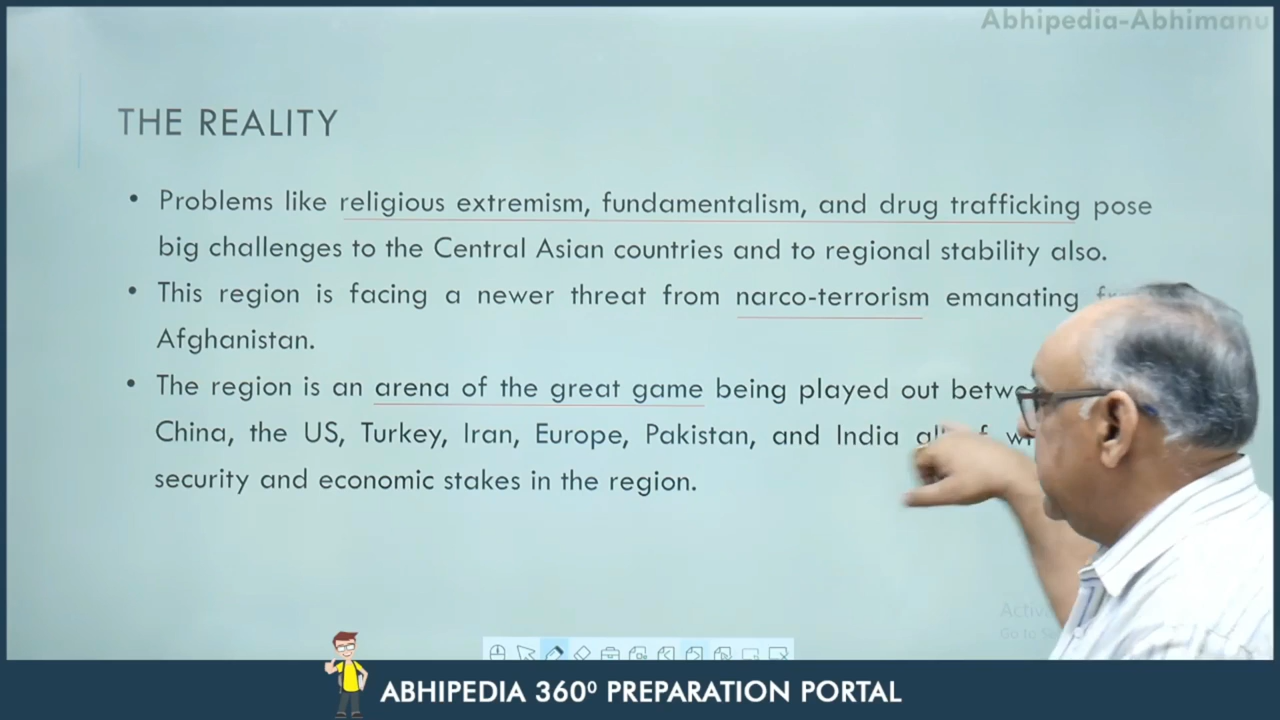 Abhipedia-Abhimanu
THE REALITY
• Problems like religious extremism, fundamentalism, and drug trafficking pose
big challenges to the Central Asian countries and to regional stability also.
• This region is facing a newer threat from narco-terrorism emanating
Afghanistan.
• The region is an arena of the great game being played out
China, the US, Turkey, Iran, Europe, Pakistan, and India
security and economic stakes in the region.
ABHIPEDIA 360⁰ PREPARATION PORTAL